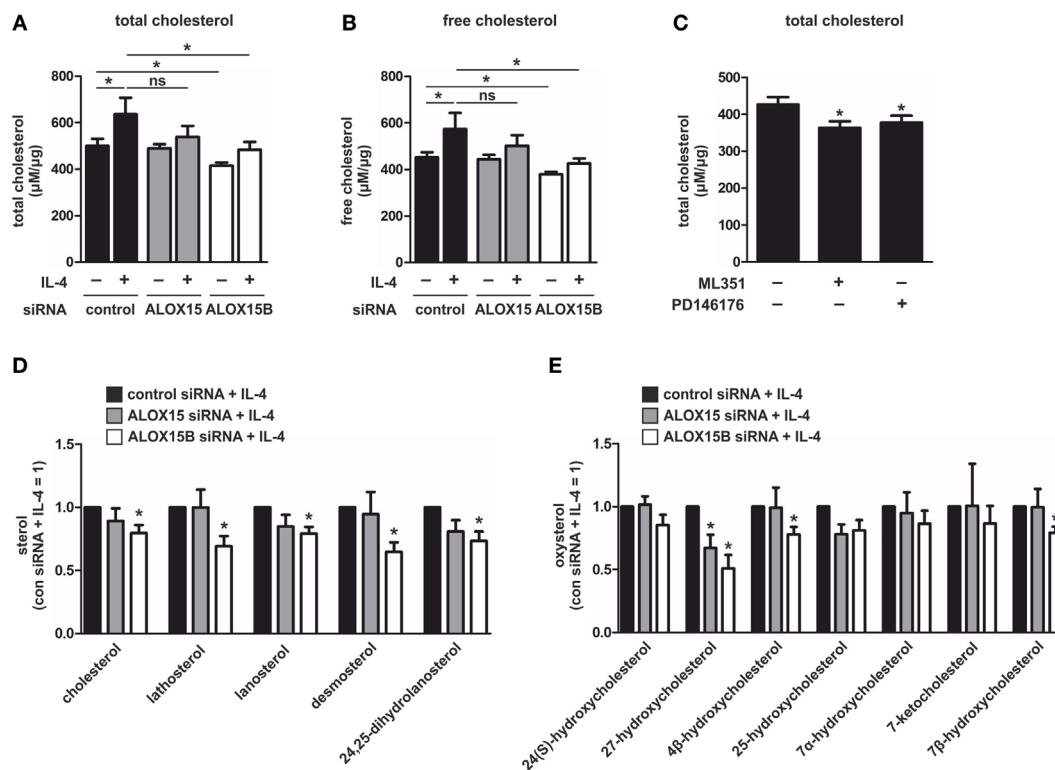 A
total cholesterol
*
*
*
ns
800
600
400
200
0
total cholesterol
(µM/µg)
IL-4
– + – + – +
siRNA
control ALOX15 ALOX15B
B
free cholesterol
*
*
*
ns
800
600
400
200
0
free cholesterol
(µM/µg)
IL-4
– + – + – +
siRNA
control ALOX15 ALOX15B
C
total cholesterol
500
400
300
200
100
0
total cholesterol
(µM/µg)
* *
ML351 – + –
PD146176 – – +
D
control siRNA + IL-4
ALOX15 siRNA + IL-4
ALOX15B siRNA + IL-4
1.5
1.0
0.5
0.0
sterol
(con siRNA + IL-4 = 1)
* * * * *
cholesterol
lathosterol
lanosterol
desmosterol
24,25-dihydrolanosterol
E
control siRNA + IL-4
ALOX15 siRNA + IL-4
ALOX15B siRNA + IL-4
1.5
1.0
0.5
0.0
oxysterol
(con siRNA + IL-4 = 1)
* * * *
24(S)-hydroxycholesterol
27-hydroxycholesterol
4β-hydroxycholesterol
25-hydroxycholesterol
7α-hydroxycholesterol
7-ketocholesterol
7β-hydroxycholesterol